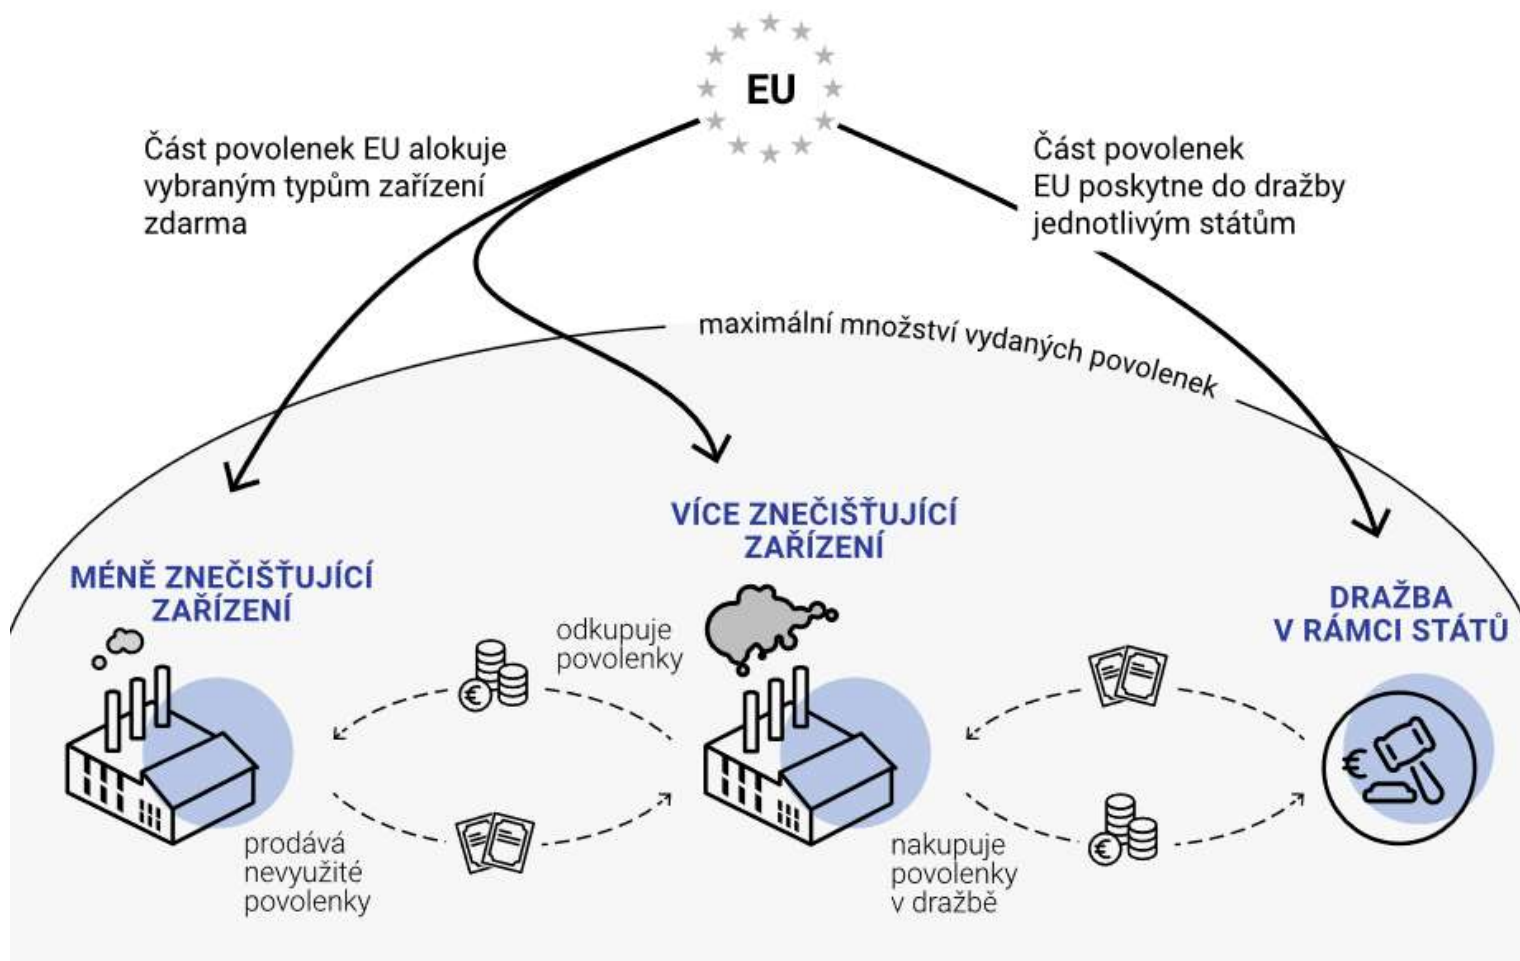 EU
Část povolenek EU alokuje
vybraným typům zařízení
zdarma
Část povolenek
EU poskytne do dražby
jednotlivým státům
maximální množství vydaných povolenek
VÍCE ZNEČIŠŤUJÍCÍ
ZAŘÍZENÍ
MÉNĚ ZNEČIŠŤUJÍCÍ
ZAŘÍZENÍ
DRAŽBA
V RÁMCI STÁTŮ
odkupuje
povolenky
€
€
prodává
nevyužité
povolenky
nakupuje
povolenky
v dražbě
€